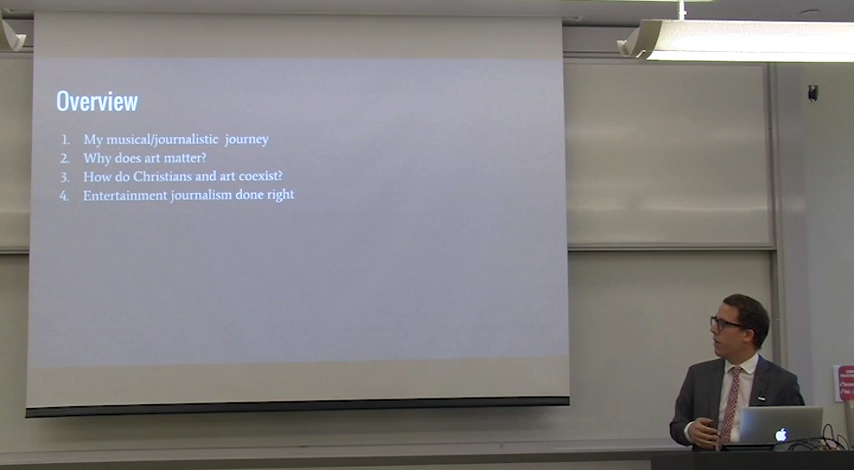 Overview
1. My musical/journalistic journey
2. Why does art matter?
3. How do Christians and art coexist?
4. Entertainment journalism done right